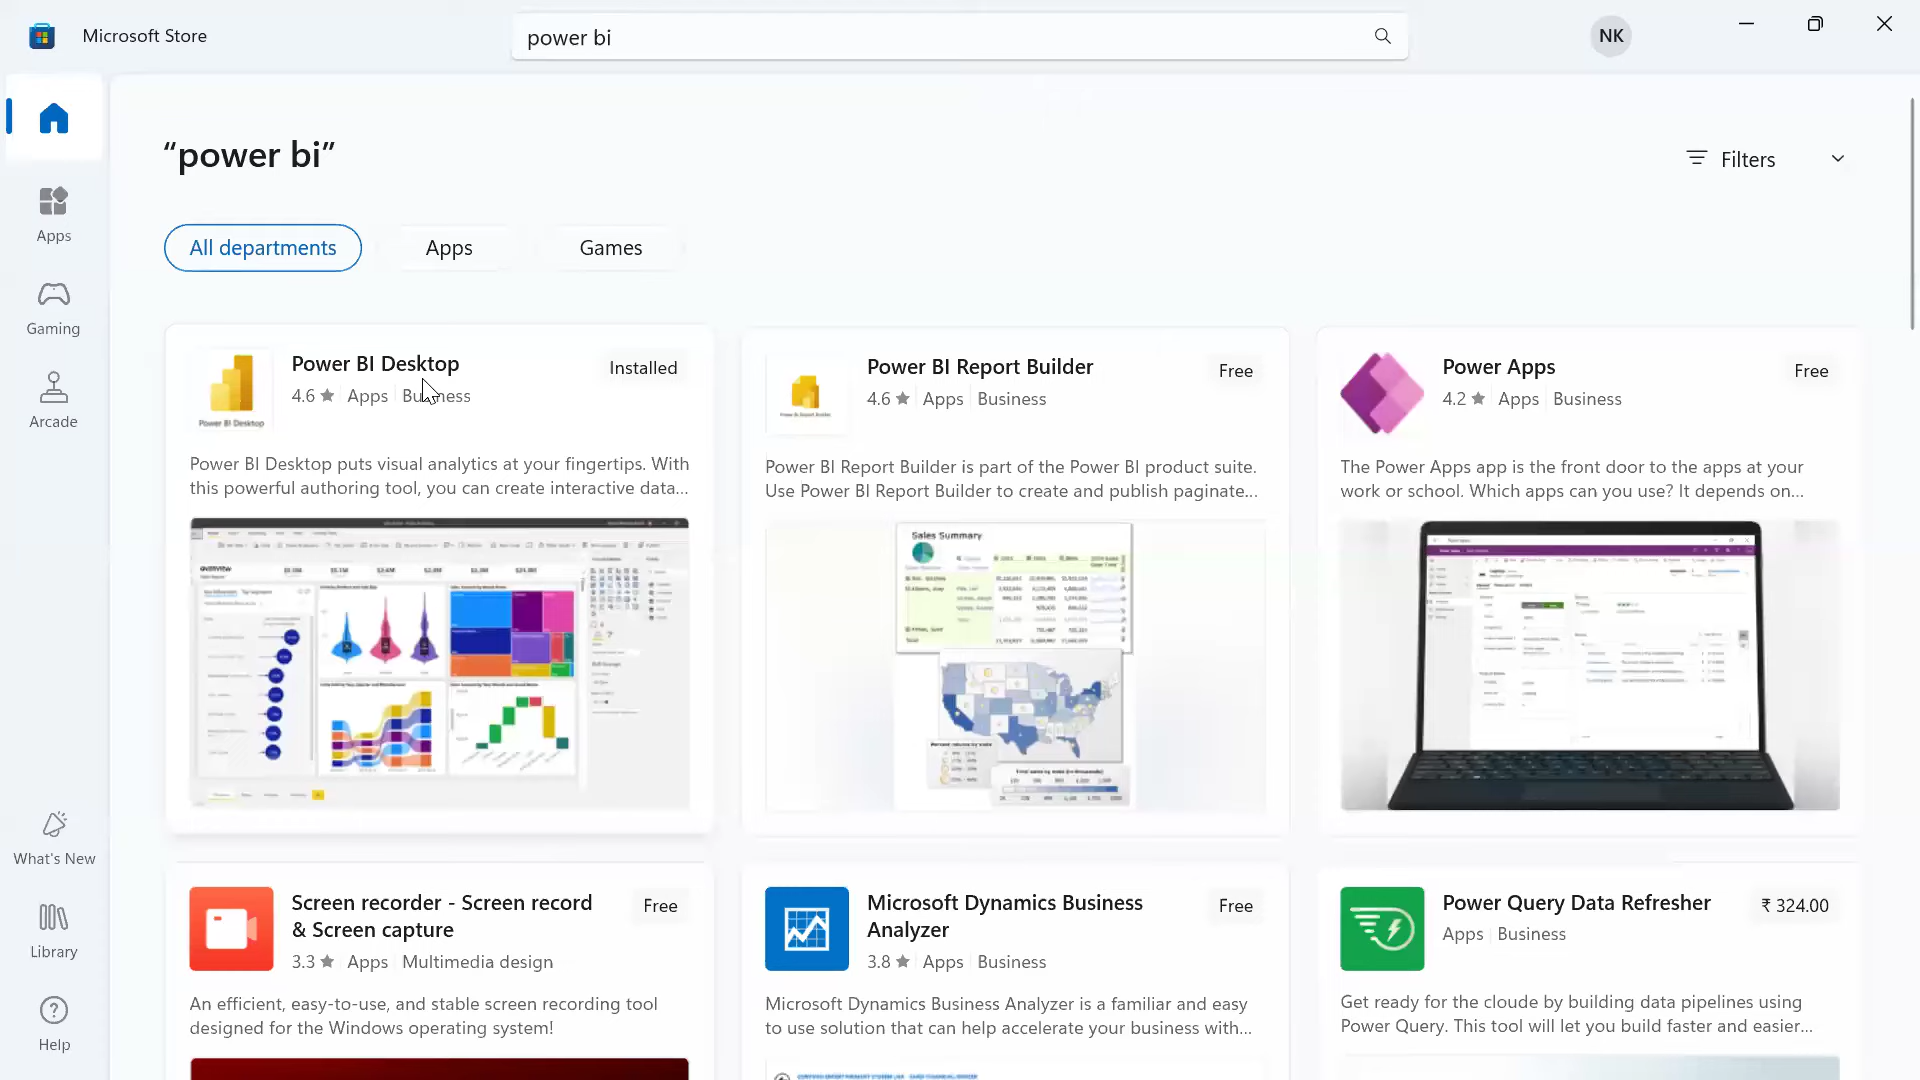 Microsoft Store
power bi
NK
“power bi”
Filters
All departments
Apps
Games
Apps
Gaming
Arcade
What's New
Library
Help
Power BI Desktop
Installed
4.6 ★ Apps Business
Power BI Desktop
Power BI Desktop puts visual analytics at your fingertips. With
this powerful authoring tool, you can create interactive data...
Power BI Report Builder
Free
4.6 ★ Apps Business
Power BI Report Builder
Power BI Report Builder is part of the Power BI product suite.
Use Power BI Report Builder to create and publish paginate...
Sales Summary
Power Apps
Free
4.2 ★ Apps Business
The Power Apps app is the front door to the apps at your
work or school. Which apps can you use? It depends on...
Screen recorder - Screen record
& Screen capture
Free
3.3 ★ Apps Multimedia design
An efficient, easy-to-use, and stable screen recording tool
designed for the Windows operating system!
Microsoft Dynamics Business
Analyzer
Free
3.8 ★ Apps Business
Microsoft Dynamics Business Analyzer is a familiar and easy
to use solution that can help accelerate your business with...
Power Query Data Refresher
₹ 324.00
Apps Business
Get ready for the cloude by building data pipelines using
Power Query. This tool will let you build faster and easier...